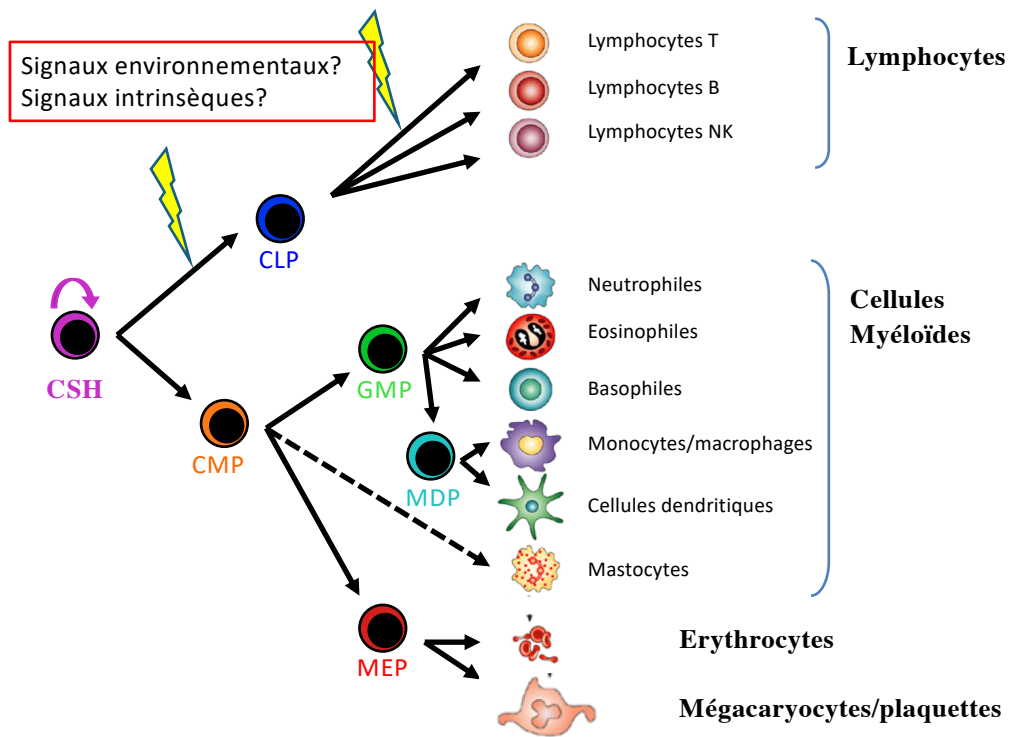 Signaux environnementaux?
Signaux intrinsèques?
Lymphocytes T
Lymphocytes B
Lymphocytes NK
Lymphocytes
CLP
CSH
CMP
GMP
MDP
MEP
Neutrophiles
Eosinophiles
Basophiles
Monocytes/macrophages
Cellules dendritiques
Mastocytes
Cellules
Myéloïdes
Erythrocytes
Mégacaryocytes/plaquettes